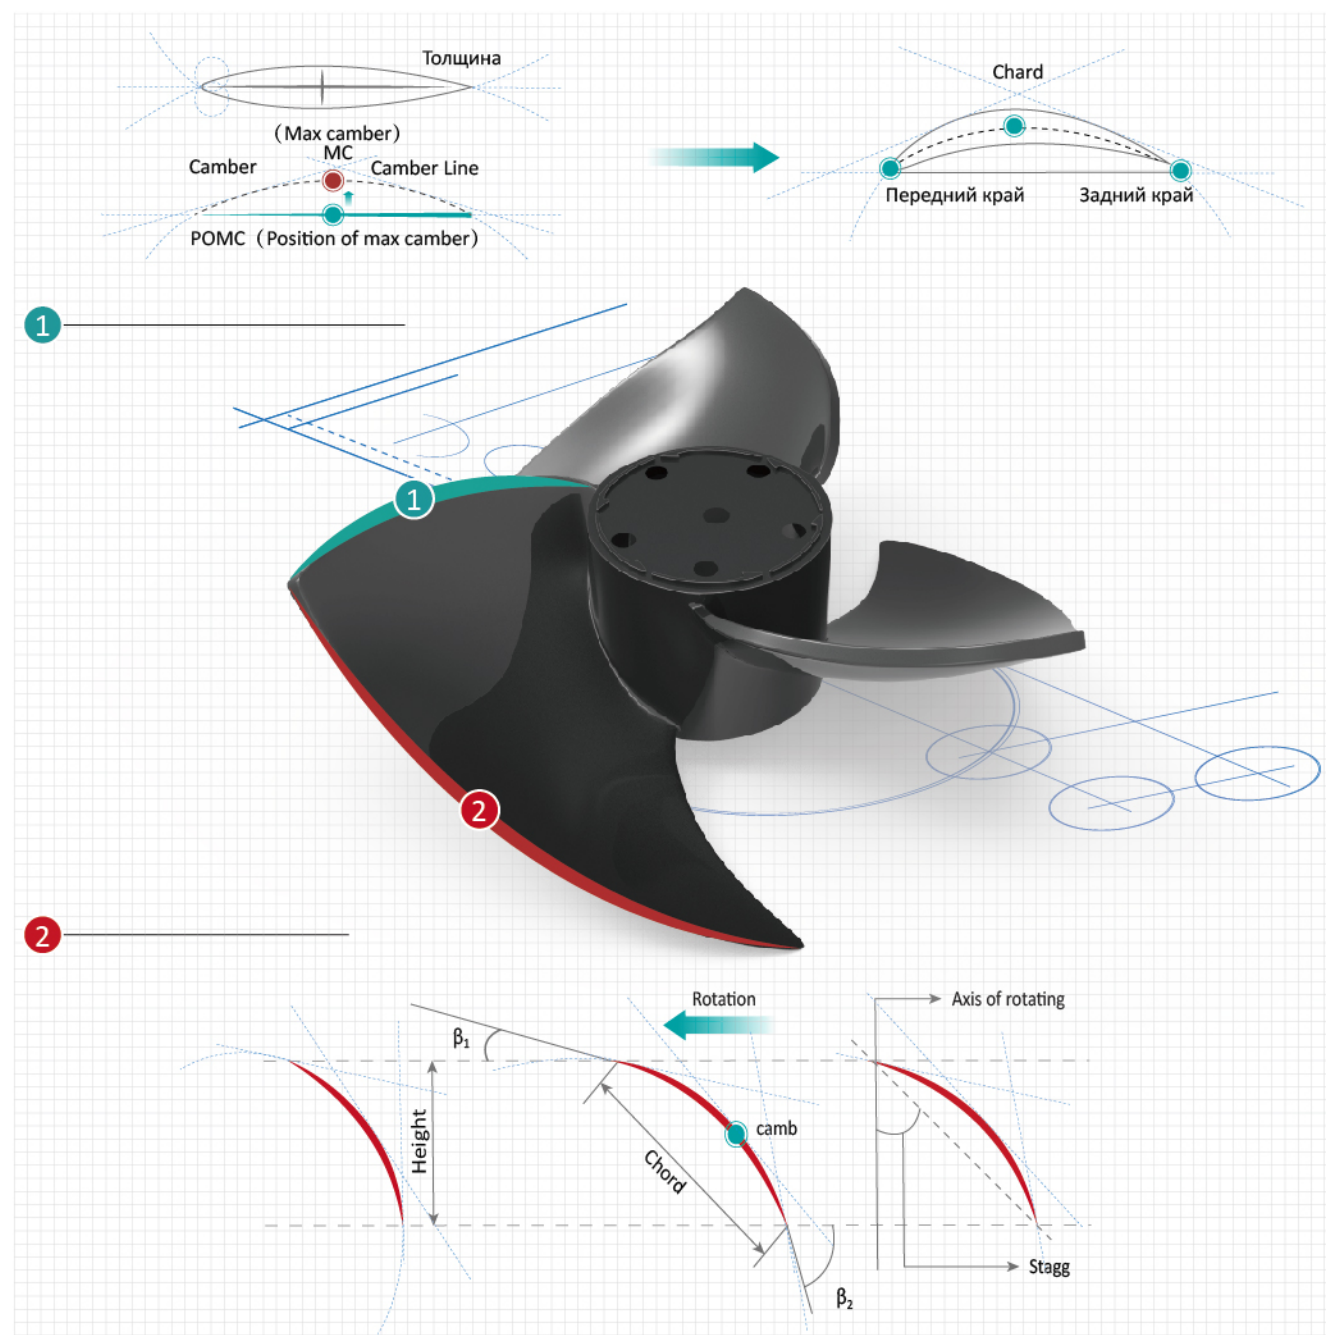 Толщина
(Max camber)
MC
Camber
Camber Line
POMC (Position of max camber)
Chard
Передний край
Задний край
1
1
2
2
Rotation
Axis of rotating
β₁
Height
camb
Chord
Stagg
β₂